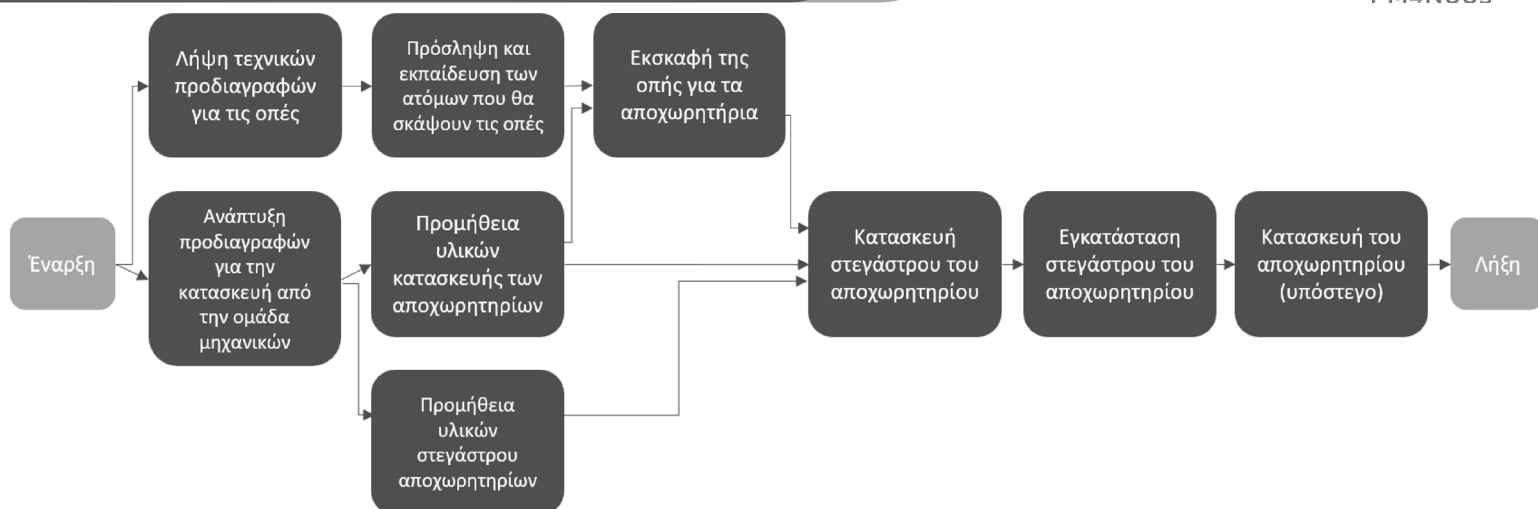 Λήψη τεχνικών
προδιαγραφών
για τις οπές
Πρόσληψη και
εκπαίδευση των
ατόμων που θα
σκάψουν τις οπές
Εκσκαφή της
οπής για τα
αποχωρητήρια
Έναρξη
Ανάπτυξη
προδιαγραφών
για την
κατασκευή από
την ομάδα
μηχανικών
Προμήθεια
υλικών
κατασκευής των
αποχωρητηρίων
Προμήθεια
υλικών
στεγάστρου
αποχωρητηρίων
Κατασκευή
στεγάστρου του
αποχωρητηρίου
Εγκατάσταση
στεγάστρου του
αποχωρητηρίου
Κατασκευή του
αποχωρητηρίου
(υπόστεγο)
Λήξη